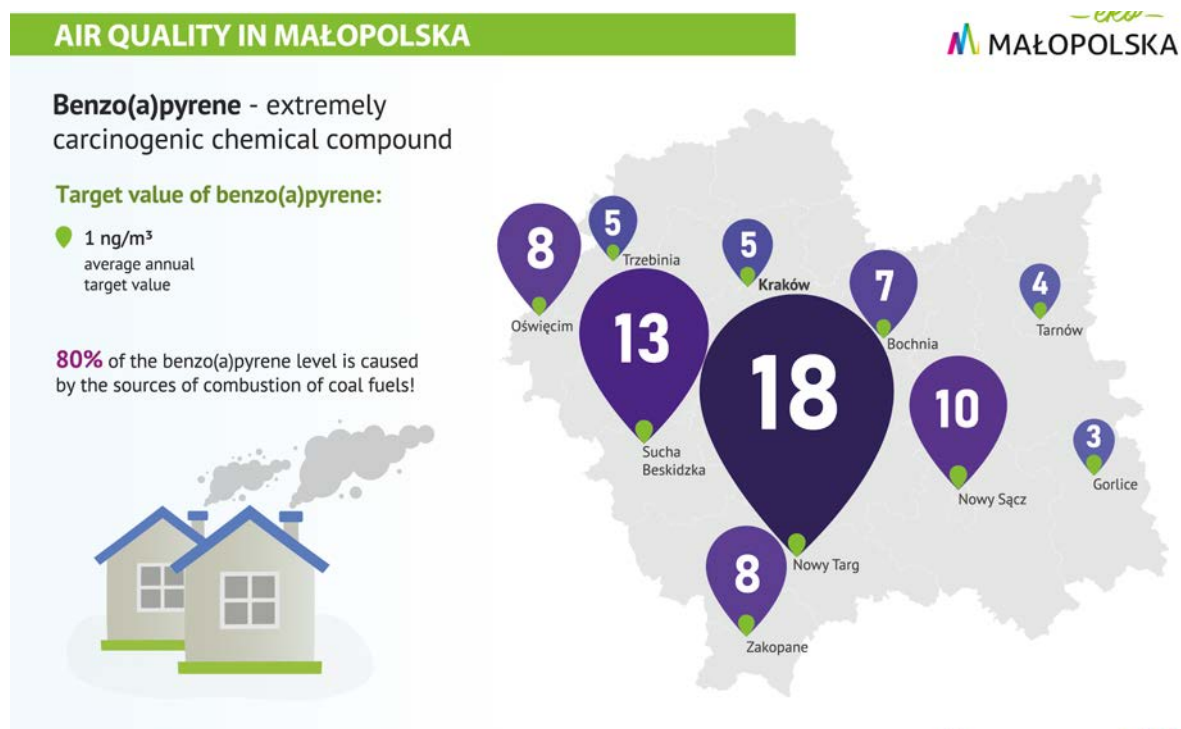 AIR QUALITY IN MAŁOPOLSKA
eko
MAŁOPOLSKA
Benzo(a)pyrene - extremely
carcinogenic chemical compound
Target value of benzo(a)pyrene:
1 ng/m³
average annual
target value
80% of the benzo(a)pyrene level is caused
by the sources of combustion of coal fuels!
8
Oświęcim
5
Trzebinia
5
Kraków
13
Sucha
Beskidzka
18
Nowy Targ
7
Bochnia
4
Tarnów
10
Nowy Sącz
3
Gorlice
8
Zakopane